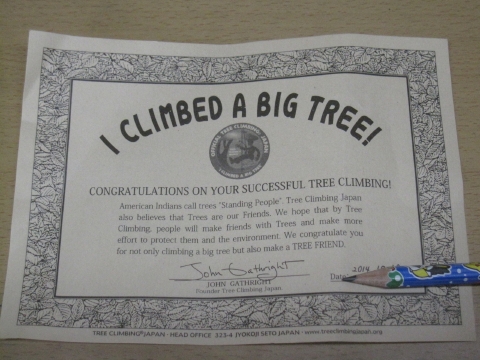 I CLIMBED A BIG TREE!
CONGRATULATIONS ON YOUR SUCCESSFUL TREE CLIMBING!
American Indians call trees "Standing People". Tree Climbing Japan
also believes that Trees are our Friends. We hope that by Tree
Climbing, people will make friends with Trees and make more
effort to protect them and the environment. We congratulate you
for not only climbing a big tree but also make a TREE FRIEND.
John Gathright
JOHN GATHRIGHT
Founder Tree Climbing Japan
Date: 2014
TREE CLIMBING®JAPAN · HEAD OFFICE 323-4 JYOKOJI SETO JAPAN · www.treeclimbingjapan.org